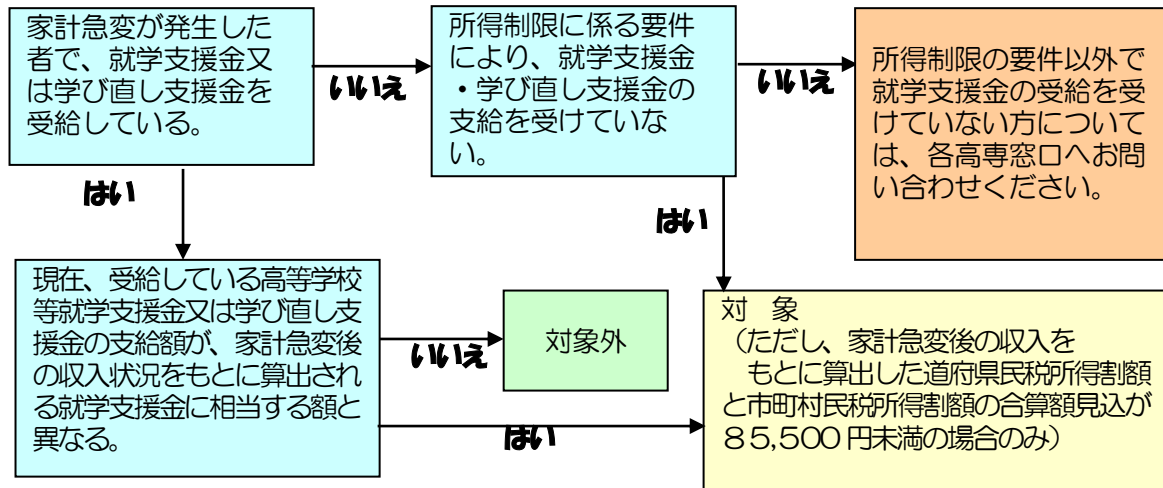 家計急変が発生した
者で、就学支援金又
は学び直し支援金を
受給している。
いいえ
所得制限に係る要件
により、就学支援金
・学び直し支援金の
支給を受けていな
い。
いいえ
所得制限の要件以外で
就学支援金の受給を受
けていない方について
は、各高専窓口へお問
い合わせください。
はい
はい
現在、受給している高等学校
等就学支援金又は学び直し支
援金の支給額が、家計急変後
の収入状況をもとに算出され
る就学支援金に相当する額と
異なる。
いいえ
対象外
はい
対　象
（ただし、家計急変後の収入を
もとに算出した道府県民税所得割額
と市町村民税所得割額の合算額見込が
８５,５００円未満の場合のみ）